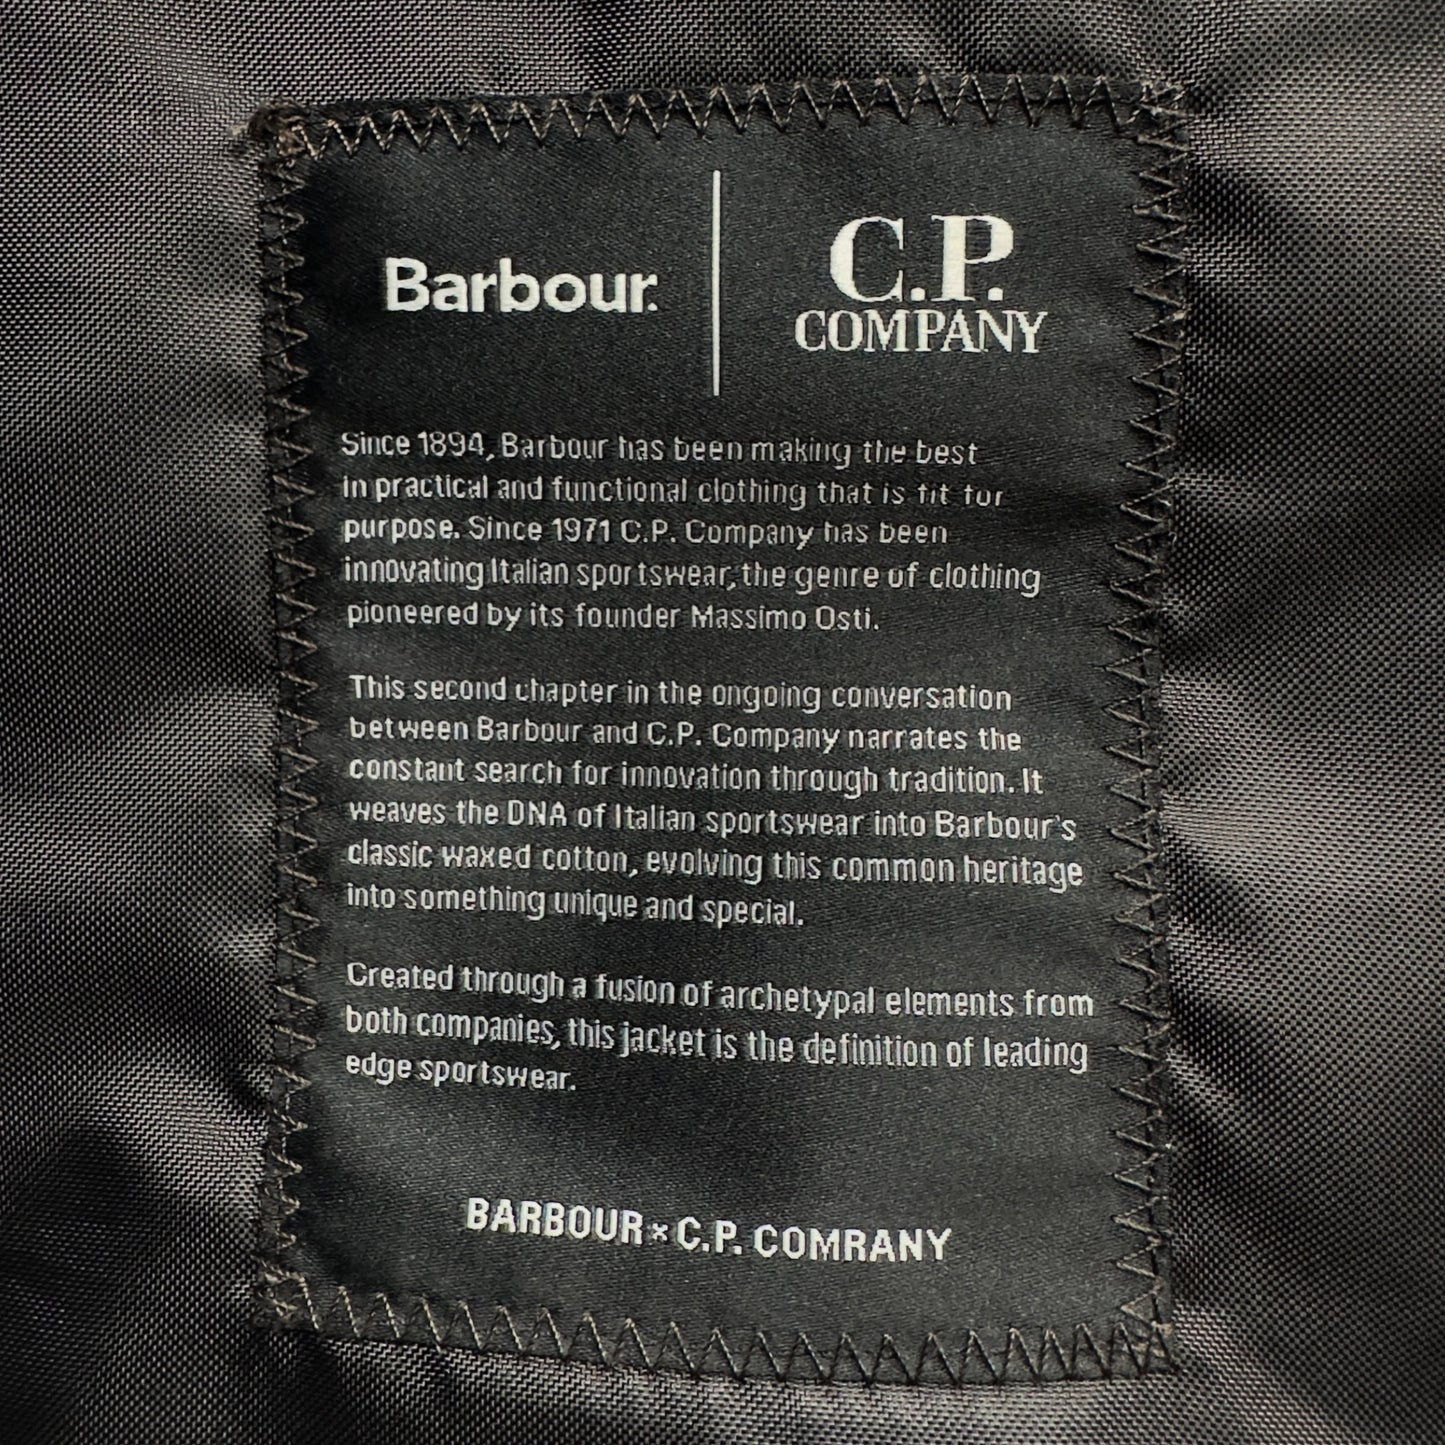 Barbour.
C.P.
COMPANY
Since 1894, Barbour has been making the best
in practical and functional clothing that is fit for
purpose. Since 1971 C.P. Company has been
innovating Italian sportswear, the genre of clothing
pioneered by its founder Massimo Osti.
This second chapter in the ongoing conversation
between Barbour and C.P. Company narrates the
constant search for innovation through tradition. It
weaves the DNA of Italian sportswear into Barbour's
classic waxed cotton, evolving this common heritage
into something unique and special.
Created through a fusion of archetypal elements from
both companies, this jacket is the definition of leading
edge sportswear.
BARBOUR × C.P. COMRANY